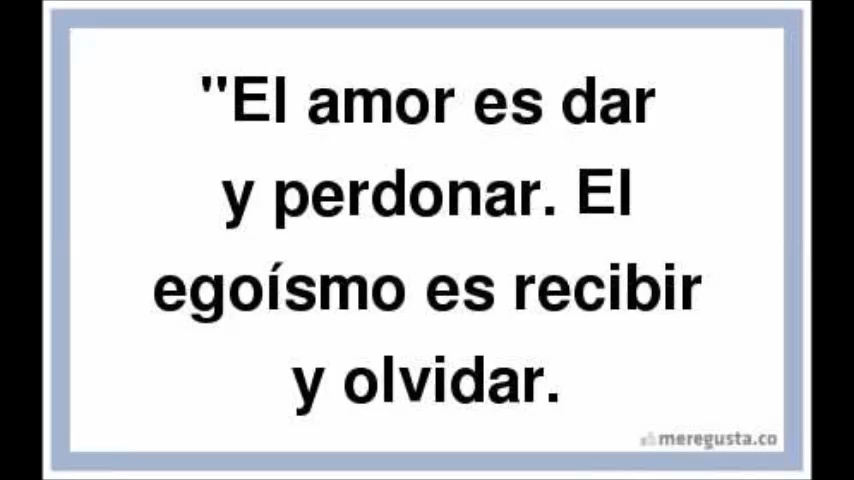 "El amor es dar
y perdonar. El
egoísmo es recibir
y olvidar.
meregusta.co